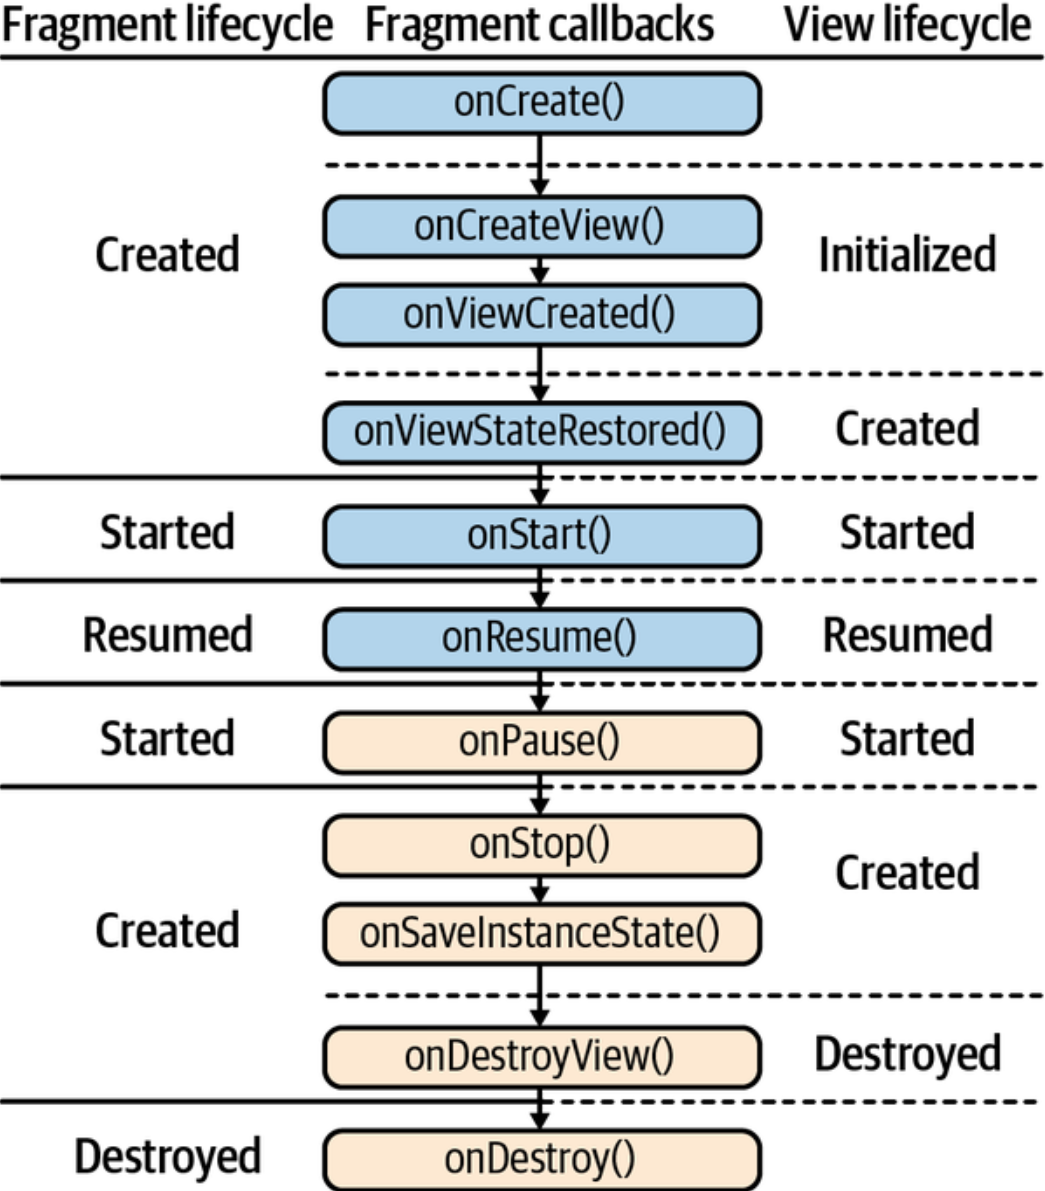 Fragment lifecycle Fragment callbacks View lifecycle
onCreate()
onCreateView()
Created Initialized
onViewCreated()
onViewStateRestored() Created
Started onStart() Started
Resumed onResume() Resumed
Started onPause() Started
onStop()
Created
Created onSaveInstanceState()
onDestroyView() Destroyed
Destroyed onDestroy()